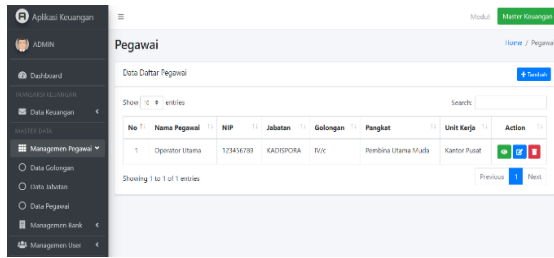 Aplikasi Keuangan
Modul: Master Keuangan
ADMIN
Pegawai
Home / Pegawai
Dashboard
Data Daftar Pegawai
+ Tambah
TRANSAKSI KEUANGAN
Data Keuangan
Show 10 entries
Search:
MASTER DATA
No Nama Pegawai NIP Jabatan Golongan Pangkat Unit Kerja Action
Managemen Pegawai
1 Operator Utama 123456789 KADISPORA IV/c Pembina Utama Muda Kantor Pusat
Data Golongan
Showing 1 to 1 of 1 entries
Previous 1 Next
Data Jabatan
Data Pegawai
Managemen Bank
Managemen User